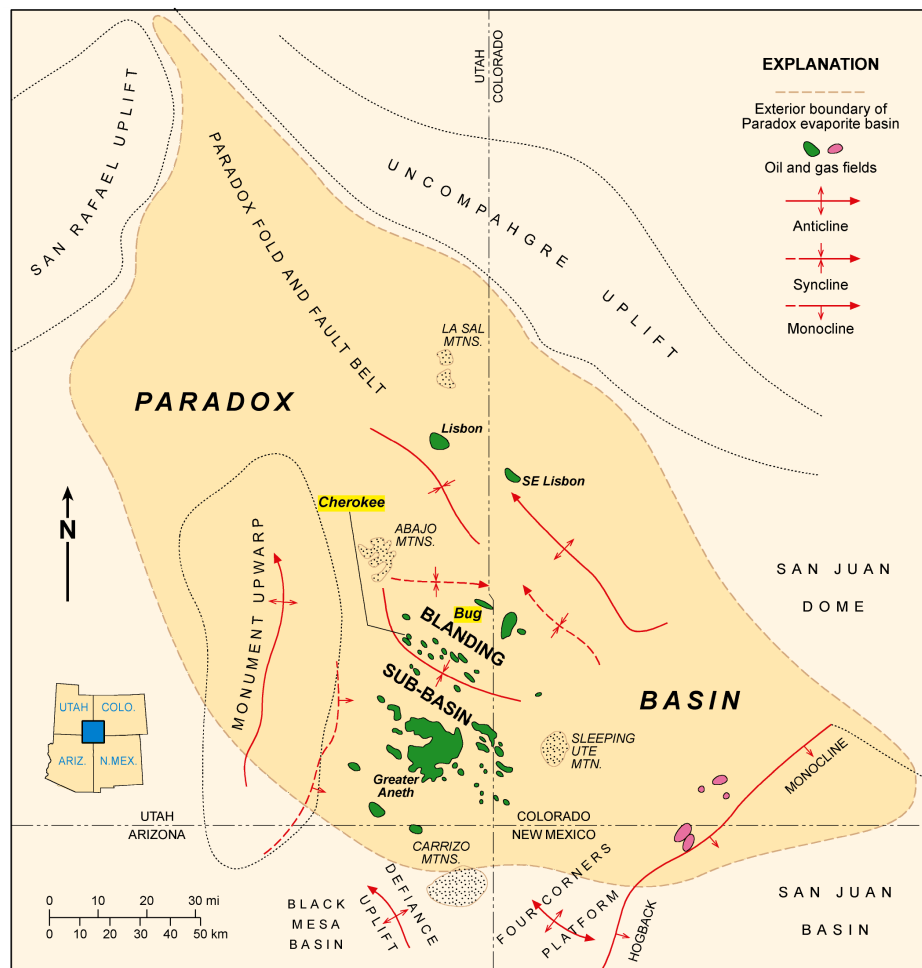 UTAH
COLORADO
EXPLANATION
Exterior boundary of
Paradox evaporite basin
Oil and gas fields
Anticline
Syncline
Monocline
SAN RAFAEL UPLIFT
PARADOX FOLD AND FAULT BELT
UNCOMPAHGRE UPLIFT
LA SAL
MTNS.
PARADOX
Lisbon
SE Lisbon
Cherokee
N
ABAJO
MTNS.
MONUMENT UPWARP
SAN JUAN
DOME
Bug
BLANDING
SUB-BASIN
BASIN
UTAH
COLO.
ARIZ.
N.MEX.
SLEEPING
UTE
MTN.
Greater
Aneth
MONOCLINE
UTAH
ARIZONA
COLORADO
NEW MEXICO
CARRIZO
MTNS.
0 10 20 30 mi
0 10 20 30 40 50 km
BLACK
MESA
BASIN
DEFIANCE
UPLIFT
FOUR CORNERS
PLATFORM
HOGBACK
SAN JUAN
BASIN